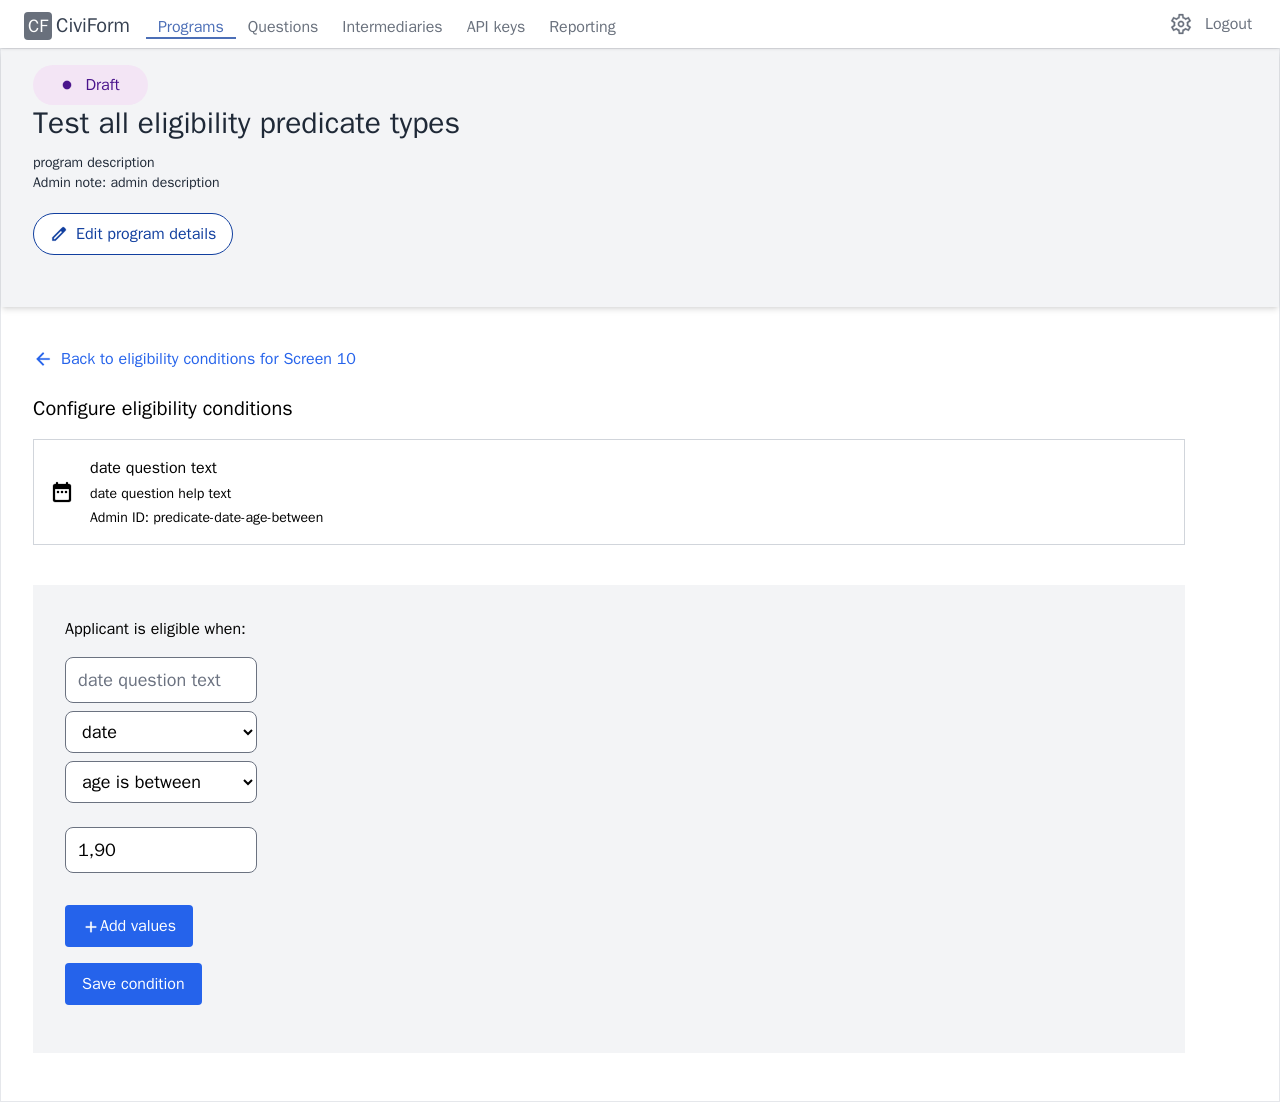 CF CiviForm Programs Questions Intermediaries API keys Reporting Logout
Draft
Test all eligibility predicate types
program description
Admin note: admin description
Edit program details
Back to eligibility conditions for Screen 10
Configure eligibility conditions
date question text
date question help text
Admin ID: predicate-date-age-between
Applicant is eligible when:
date question text
date
age is between
1,90
Add values
Save condition